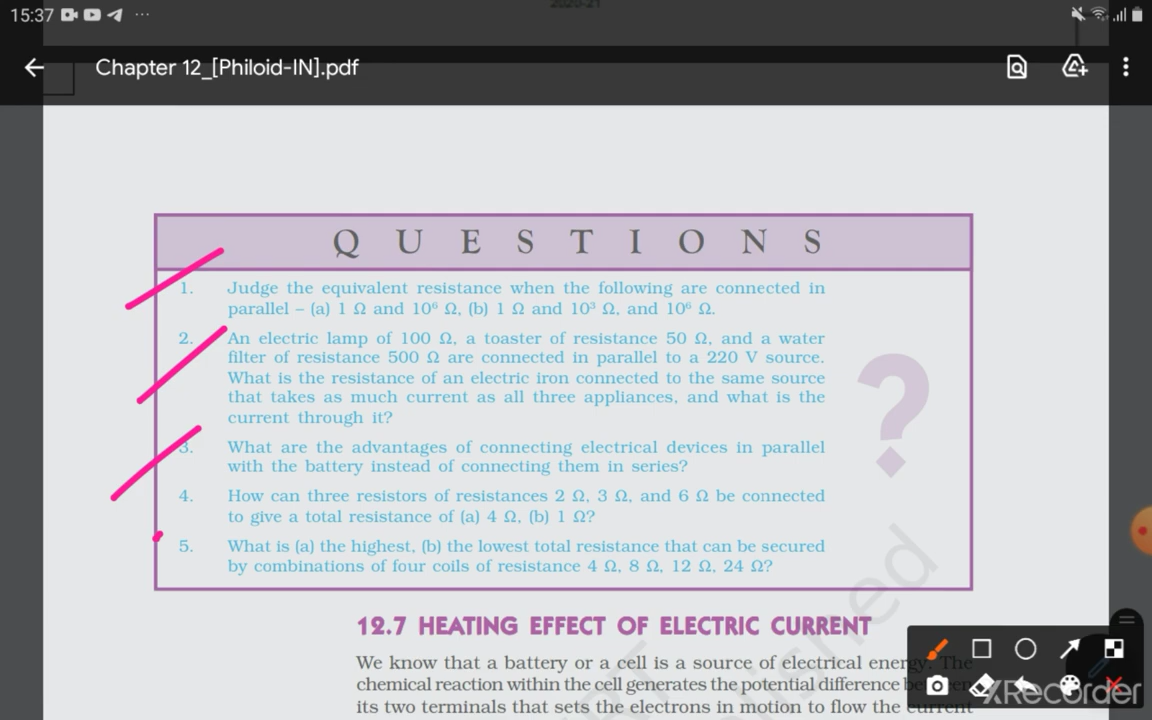 2020-21
15:37
Chapter 12_[Philoid-IN].pdf
Q U E S T I O N S
1. Judge the equivalent resistance when the following are connected in
parallel – (a) 1 Ω and 10⁶ Ω, (b) 1 Ω and 10³ Ω, and 10⁶ Ω.
2. An electric lamp of 100 Ω, a toaster of resistance 50 Ω, and a water
filter of resistance 500 Ω are connected in parallel to a 220 V source.
What is the resistance of an electric iron connected to the same source
that takes as much current as all three appliances, and what is the
current through it?
3. What are the advantages of connecting electrical devices in parallel
with the battery instead of connecting them in series?
4. How can three resistors of resistances 2 Ω, 3 Ω, and 6 Ω be connected
to give a total resistance of (a) 4 Ω, (b) 1 Ω?
5. What is (a) the highest, (b) the lowest total resistance that can be secured
by combinations of four coils of resistance 4 Ω, 8 Ω, 12 Ω, 24 Ω?
?
12.7 HEATING EFFECT OF ELECTRIC CURRENT
We know that a battery or a cell is a source of electrical energy. The
chemical reaction within the cell generates the potential difference
its two terminals that sets the electrons in motion to flow the current
XRecorder